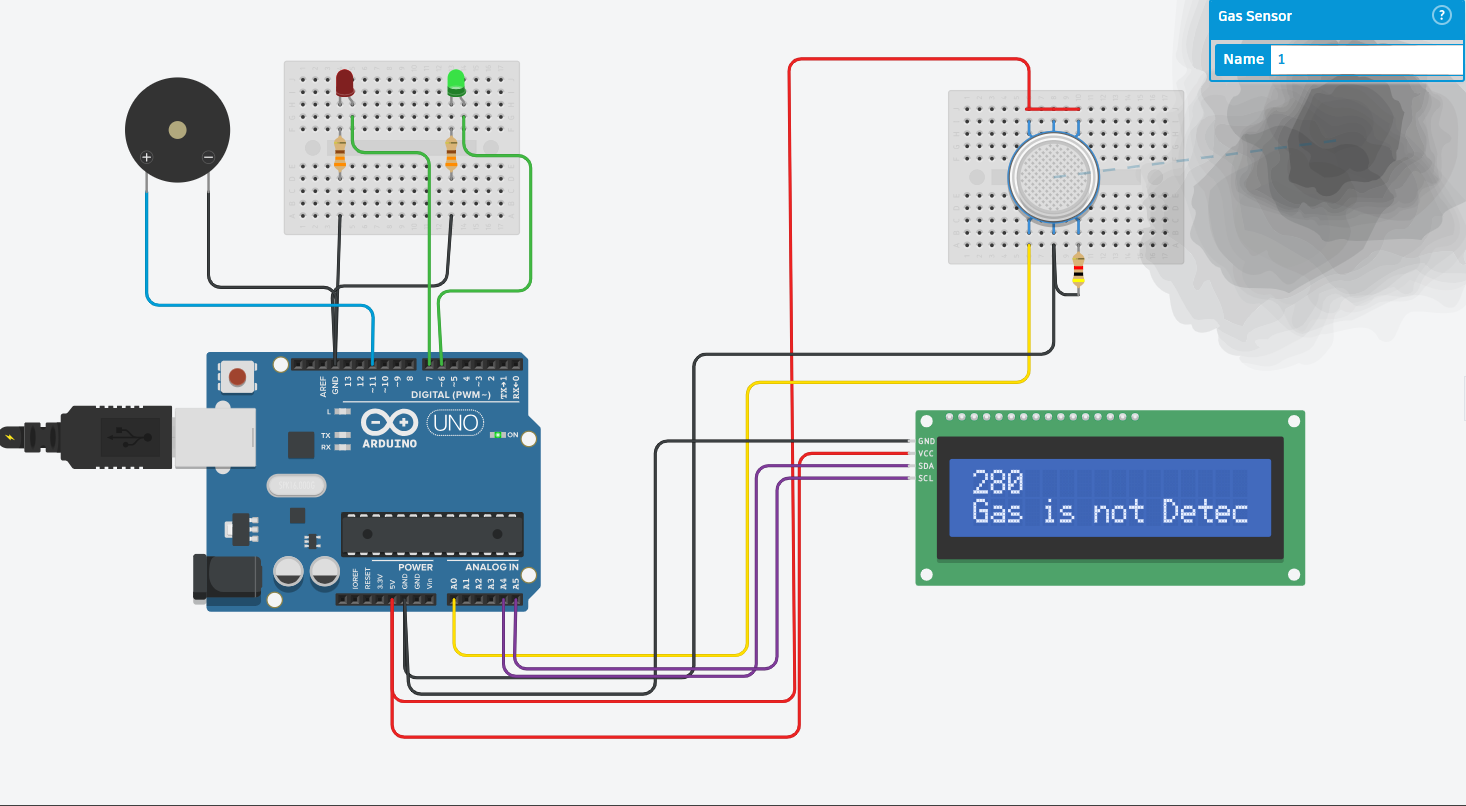 Gas Sensor
?
Name 1
+ −
AREF
GND
13
12
~11
~10
~9
8
7
~6
~5
4
~3
2
TX→1
RX←0
DIGITAL (PWM~)
L
TX
RX
ARDUINO
UNO
ON
GND
VCC
SDA
SCL
280
Gas is not Detec
POWER
ANALOG IN
IOREF
RESET
3.3V
5V
GND
GND
Vin
A0
A1
A2
A3
A4
A5